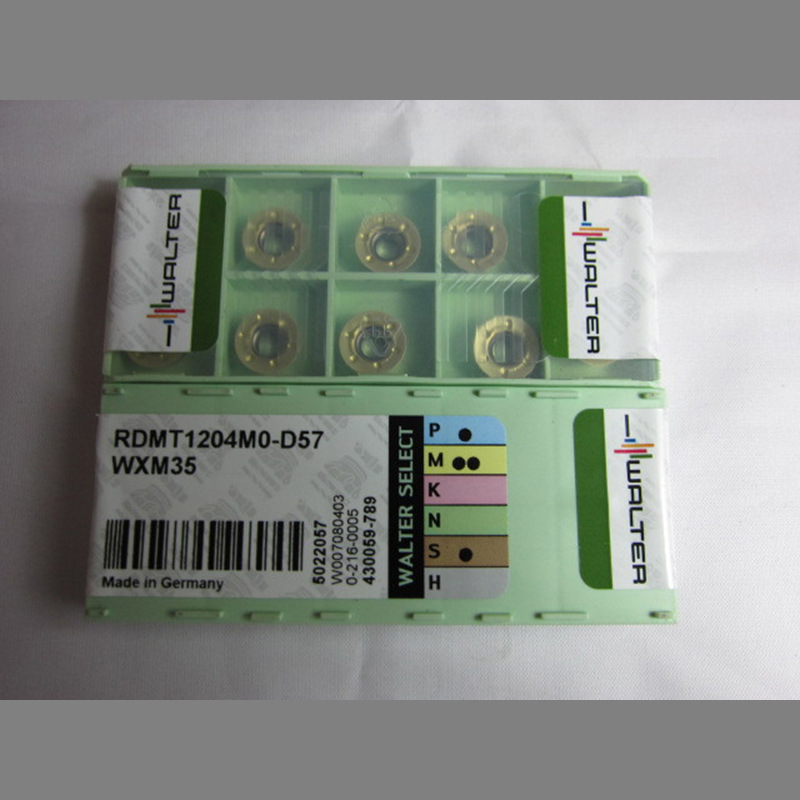 WALTER
WALTER
RDMT1204M0-D57
WXM35
Made in Germany
5022057
W007080403
0-216-0005
430059-789
WALTER SELECT
P
M
K
N
S
H
WALTER